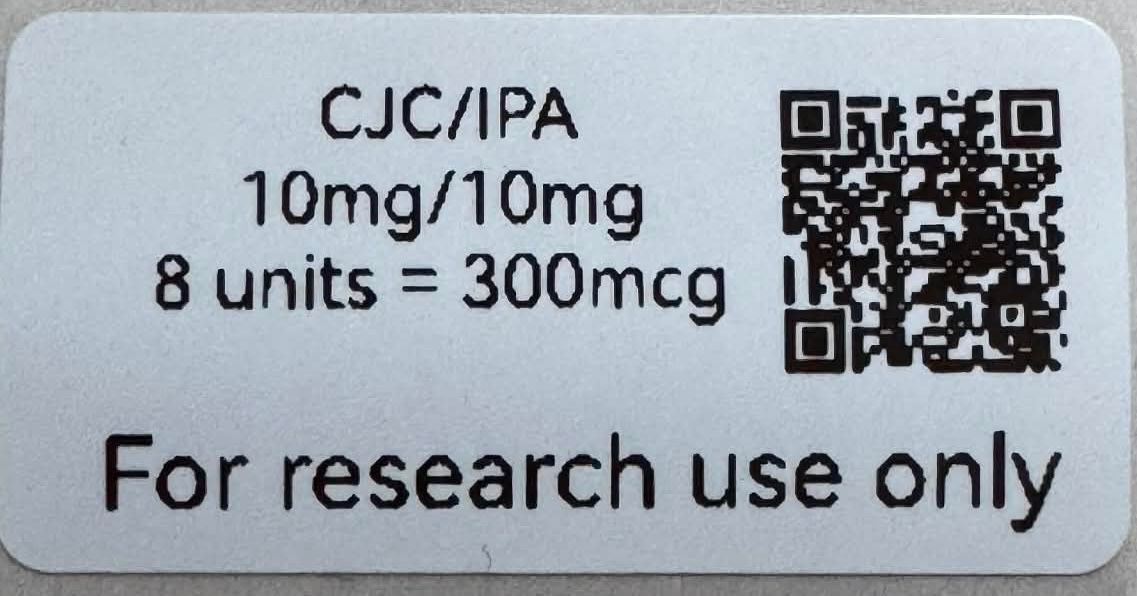 CJC/IPA
10mg/10mg
8 units = 300mcg
For research use only